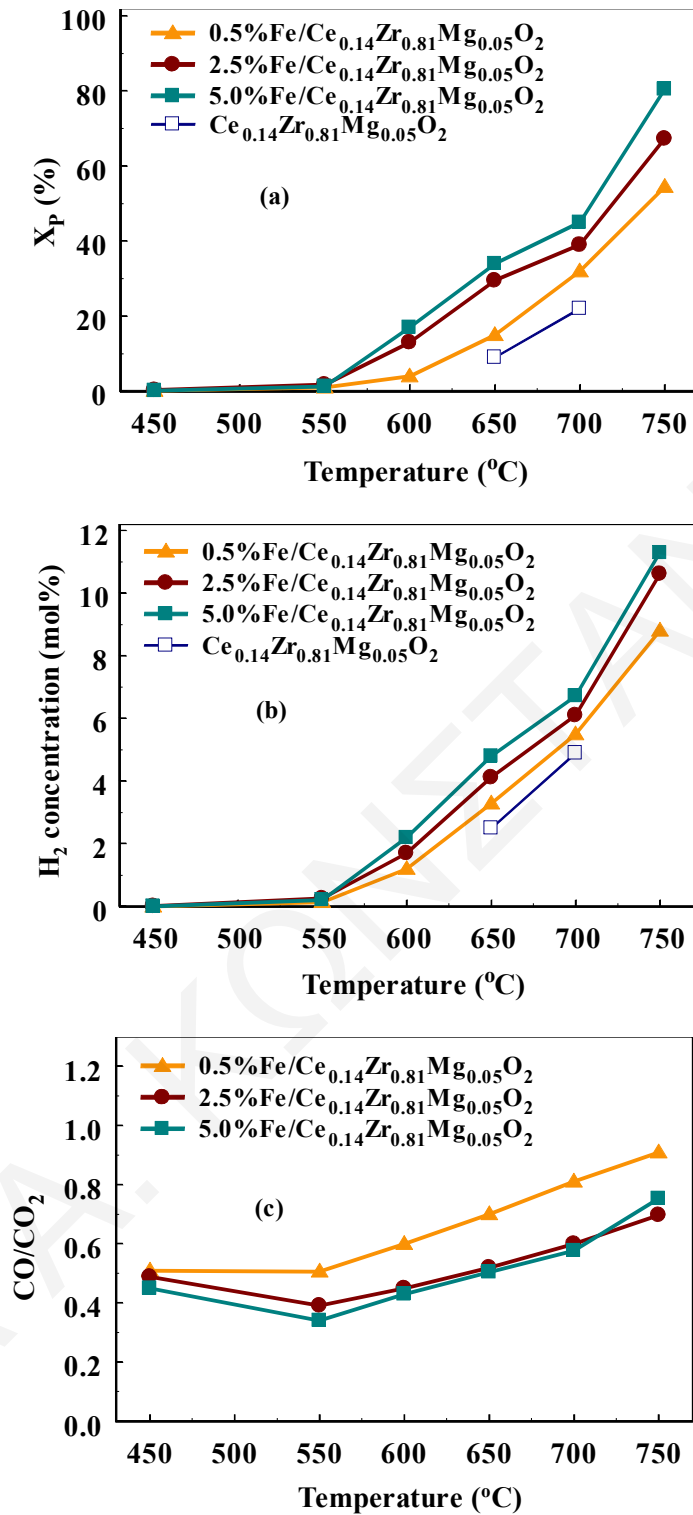 100
80
60
40
20
0
X_P (%)
0.5%Fe/Ce0.14Zr0.81Mg0.05O2
2.5%Fe/Ce0.14Zr0.81Mg0.05O2
5.0%Fe/Ce0.14Zr0.81Mg0.05O2
Ce0.14Zr0.81Mg0.05O2
(a)
450 500 550 600 650 700 750
Temperature (oC)
12
10
8
6
4
2
0
H2 concentration (mol%)
0.5%Fe/Ce0.14Zr0.81Mg0.05O2
2.5%Fe/Ce0.14Zr0.81Mg0.05O2
5.0%Fe/Ce0.14Zr0.81Mg0.05O2
Ce0.14Zr0.81Mg0.05O2
(b)
450 500 550 600 650 700 750
Temperature (oC)
1.2
1.0
0.8
0.6
0.4
0.2
0.0
CO/CO2
0.5%Fe/Ce0.14Zr0.81Mg0.05O2
2.5%Fe/Ce0.14Zr0.81Mg0.05O2
5.0%Fe/Ce0.14Zr0.81Mg0.05O2
(c)
450 500 550 600 650 700 750
Temperature (oC)
Α. ΚΩΝΣΤΑΝ